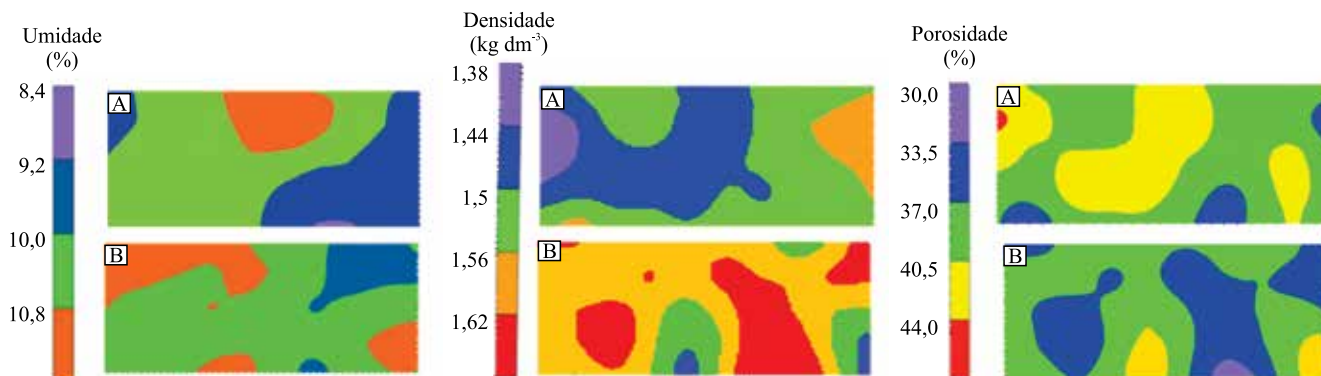 Umidade
(%)
8,4
9,2
10,0
10,8
A
B
Densidade
(kg dm⁻³)
1,38
1,44
1,5
1,56
1,62
A
B
Porosidade
(%)
30,0
33,5
37,0
40,5
44,0
A
B